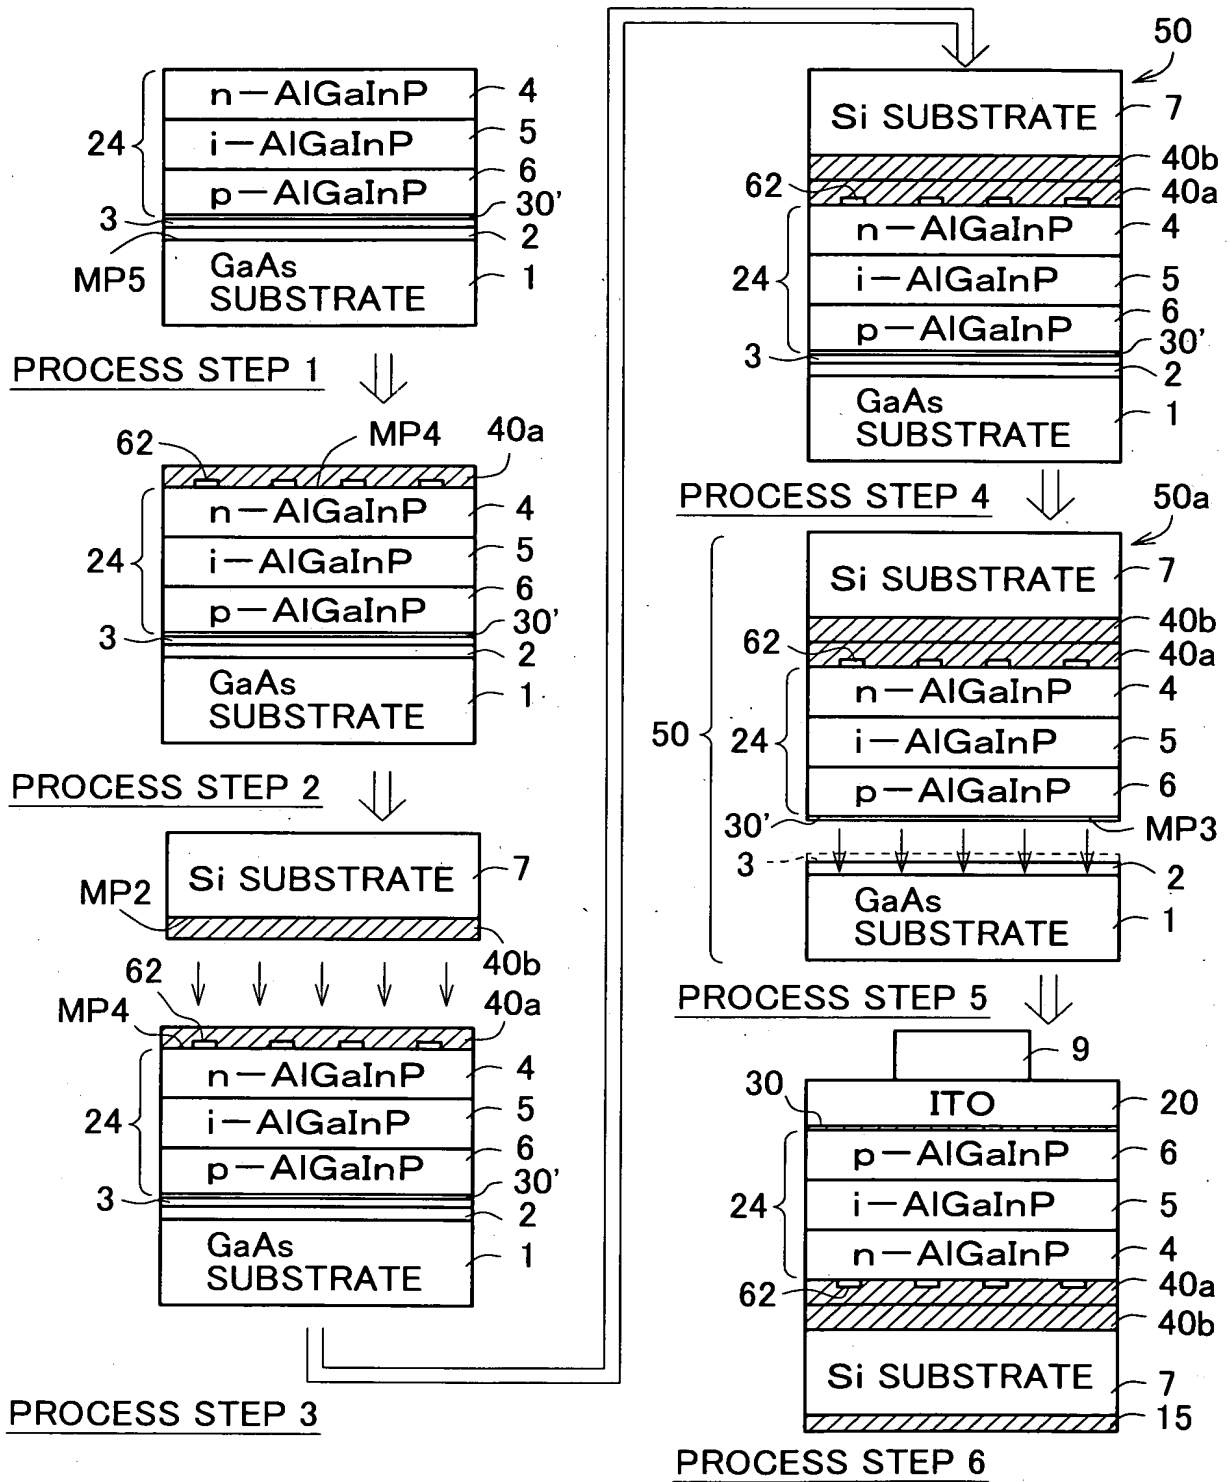 n-AlGaInP
4
24
i-AlGaInP
5
p-AlGaInP
6
3
30'
2
MP5
GaAs
SUBSTRATE
1
PROCESS STEP 1
62
MP4
40a
n-AlGaInP
4
24
i-AlGaInP
5
p-AlGaInP
6
3
30'
2
GaAs
SUBSTRATE
1
PROCESS STEP 2
Si SUBSTRATE
7
MP2
40b
62
MP4
40a
n-AlGaInP
4
24
i-AlGaInP
5
p-AlGaInP
6
3
30'
2
GaAs
SUBSTRATE
1
PROCESS STEP 3
50
Si SUBSTRATE
7
40b
62
40a
n-AlGaInP
4
24
i-AlGaInP
5
p-AlGaInP
6
3
30'
2
GaAs
SUBSTRATE
1
PROCESS STEP 4
50a
Si SUBSTRATE
7
40b
62
40a
n-AlGaInP
4
50
24
i-AlGaInP
5
p-AlGaInP
6
30'
MP3
3
2
GaAs
SUBSTRATE
1
PROCESS STEP 5
9
30
ITO
20
p-AlGaInP
6
24
i-AlGaInP
5
n-AlGaInP
4
62
40a
40b
Si SUBSTRATE
7
15
PROCESS STEP 6